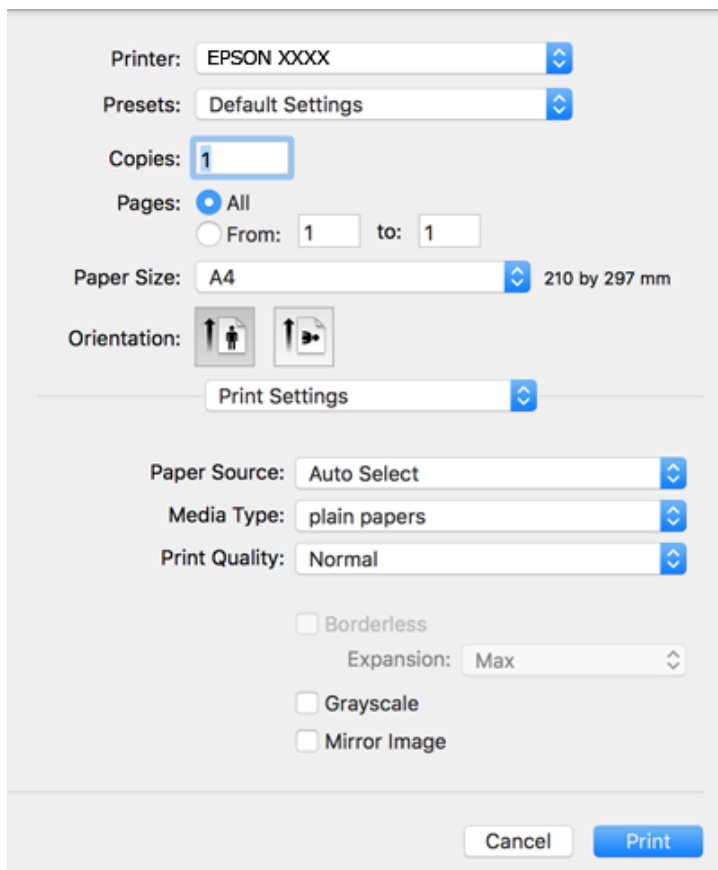 Printer: EPSON XXXX
Presets: Default Settings
Copies: 1
Pages: All
From: 1 to: 1
Paper Size: A4 210 by 297 mm
Orientation:
Print Settings
Paper Source: Auto Select
Media Type: plain papers
Print Quality: Normal
Borderless
Expansion: Max
Grayscale
Mirror Image
Cancel Print